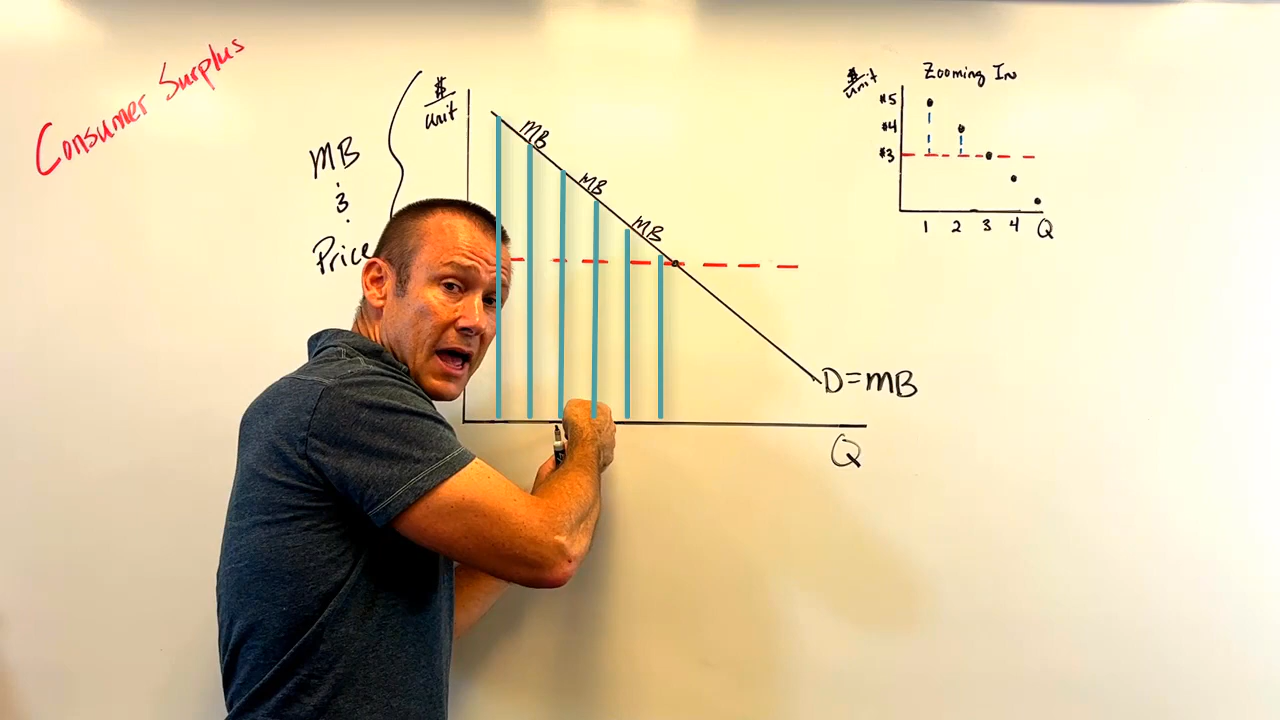 Consumer Surplus
MB
&
Price
$/unit
MB
MB
MB
D=MB
Q
Zooming In
$/unit
$5
$4
$3
1 2 3 4 Q